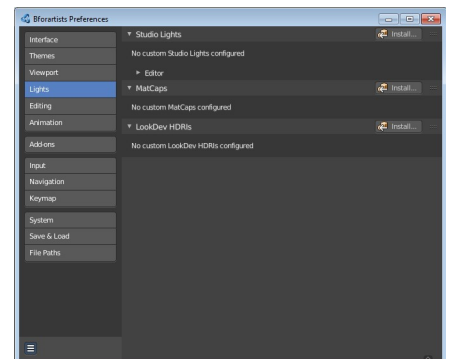 Bforartists Preferences
Interface
Themes
Viewport
Lights
Editing
Animation
Add-ons
Input
Navigation
Keymap
System
Save & Load
File Paths
Studio Lights
Install...
No custom Studio Lights configured
Editor
MatCaps
Install...
No custom MatCaps configured
LookDev HDRIs
Install...
No custom LookDev HDRIs configured